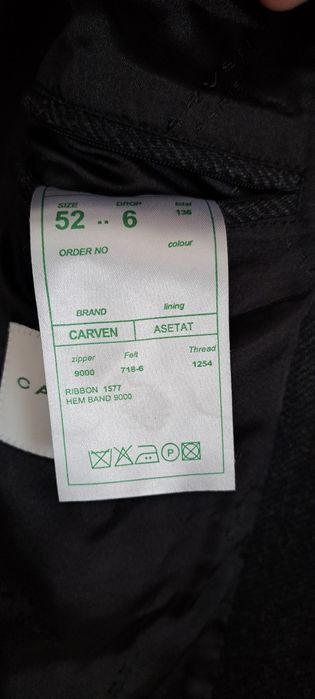 SIZE DROP total
52 .. 6 136
ORDER NO colour
BRAND lining
CARVEN ASETAT
zipper Felt Thread
9000 718-6 1254
RIBBON 1577
HEM BAND 9000
P
CA